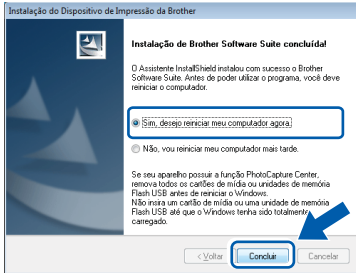 Instalação do Dispositivo de Impressão da Brother
Instalação de Brother Software Suite concluída!
O Assistente InstallShield instalou com sucesso o Brother
Software Suite. Antes de poder utilizar o programa, você deve
reiniciar o computador.
Sim, desejo reiniciar meu computador agora.
Não, vou reiniciar meu computador mais tarde.
Se seu aparelho possuir a função PhotoCapture Center,
remova todos os cartões de mídia ou unidades de memória
Flash USB antes de reiniciar o Windows.
Não insira um cartão de mídia ou uma unidade de memória
Flash USB até que o Windows tenha sido totalmente
carregado.
< Voltar
Concluir
Cancelar